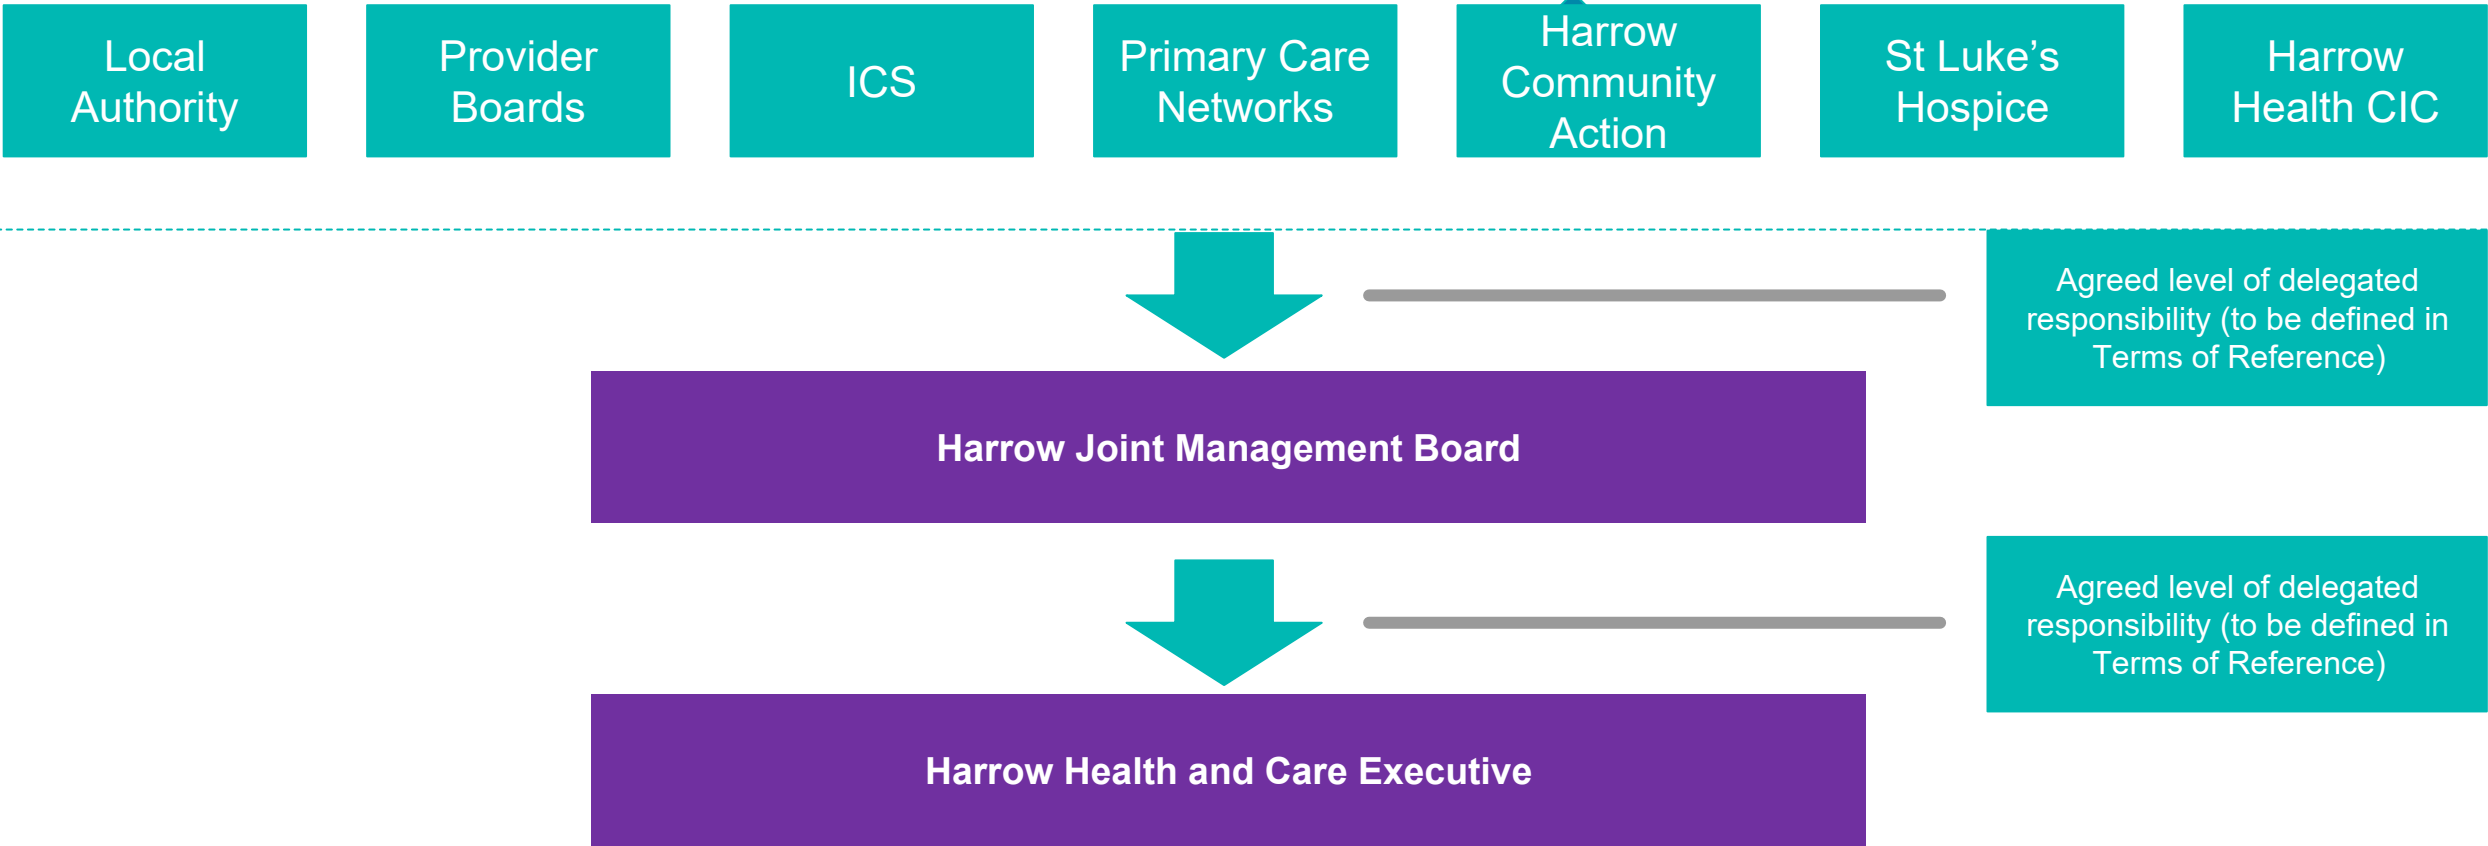 Local
Authority
Provider
Boards
ICS
Primary Care
Networks
Harrow
Community
Action
St Luke’s
Hospice
Harrow
Health CIC
Agreed level of delegated
responsibility (to be defined in
Terms of Reference)
Harrow Joint Management Board
Agreed level of delegated
responsibility (to be defined in
Terms of Reference)
Harrow Health and Care Executive